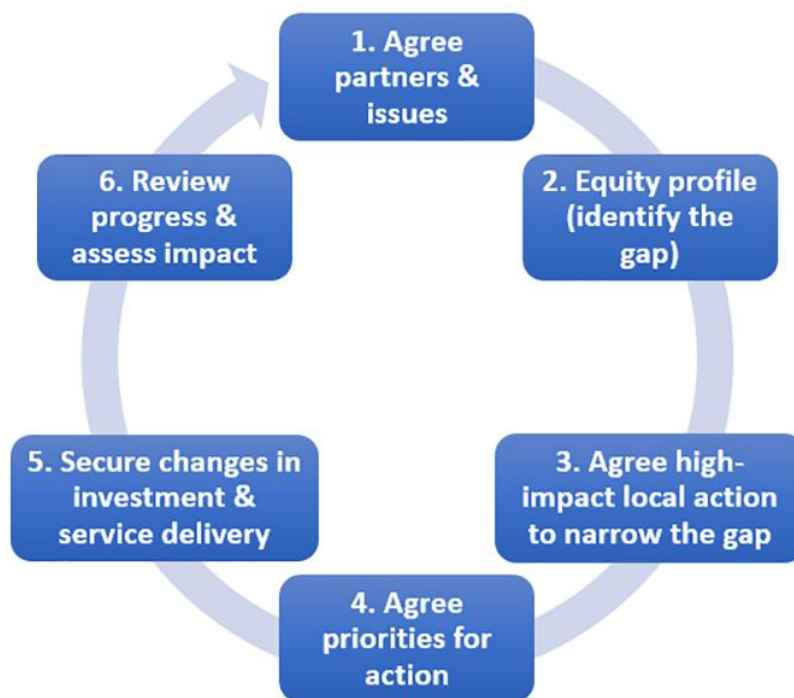 1. Agree
partners &
issues
2. Equity profile
(identify the
gap)
3. Agree high-
impact local action
to narrow the gap
4. Agree
priorities for
action
5. Secure changes in
investment &
service delivery
6. Review
progress &
assess impact